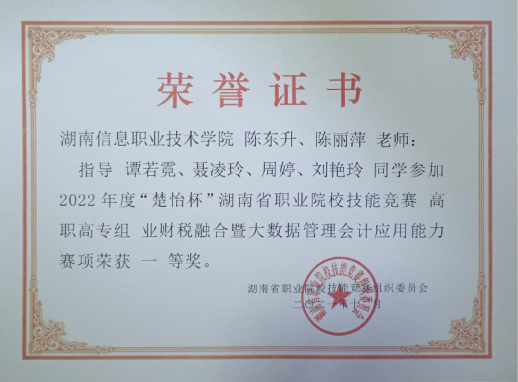 荣誉证书
湖南信息职业技术学院 陈东升、陈丽萍 老师：
指导 谭若霓、聂凌玲、周婷、刘艳玲 同学参加
2022年度“楚怡杯”湖南省职业院校技能竞赛 高
职高专组 业财税融合暨大数据管理会计应用能力
赛项荣获 一 等奖。
湖南省职业院校技能竞赛组织委员会